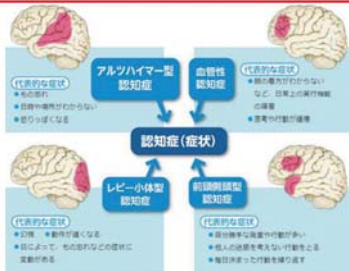 代表的な症状
●もの忘れ
●日時や場所がわからない
●怒りっぽくなる
アルツハイマー型
認知症
血管性
認知症
代表的な症状
●服の着方がわからない
など、日常上の実行機能
の障害
●思考や行動が緩慢
認知症(症状)
レビー小体型
認知症
前頭側頭型
認知症
代表的な症状
●幻視 ●動作が遅くなる
●日によって、もの忘れなどの症状に
変動がある
代表的な症状
●自分勝手な言動や行動が多い
●他人の迷惑を考えない行動をとる
●毎日決まった行動を繰り返す